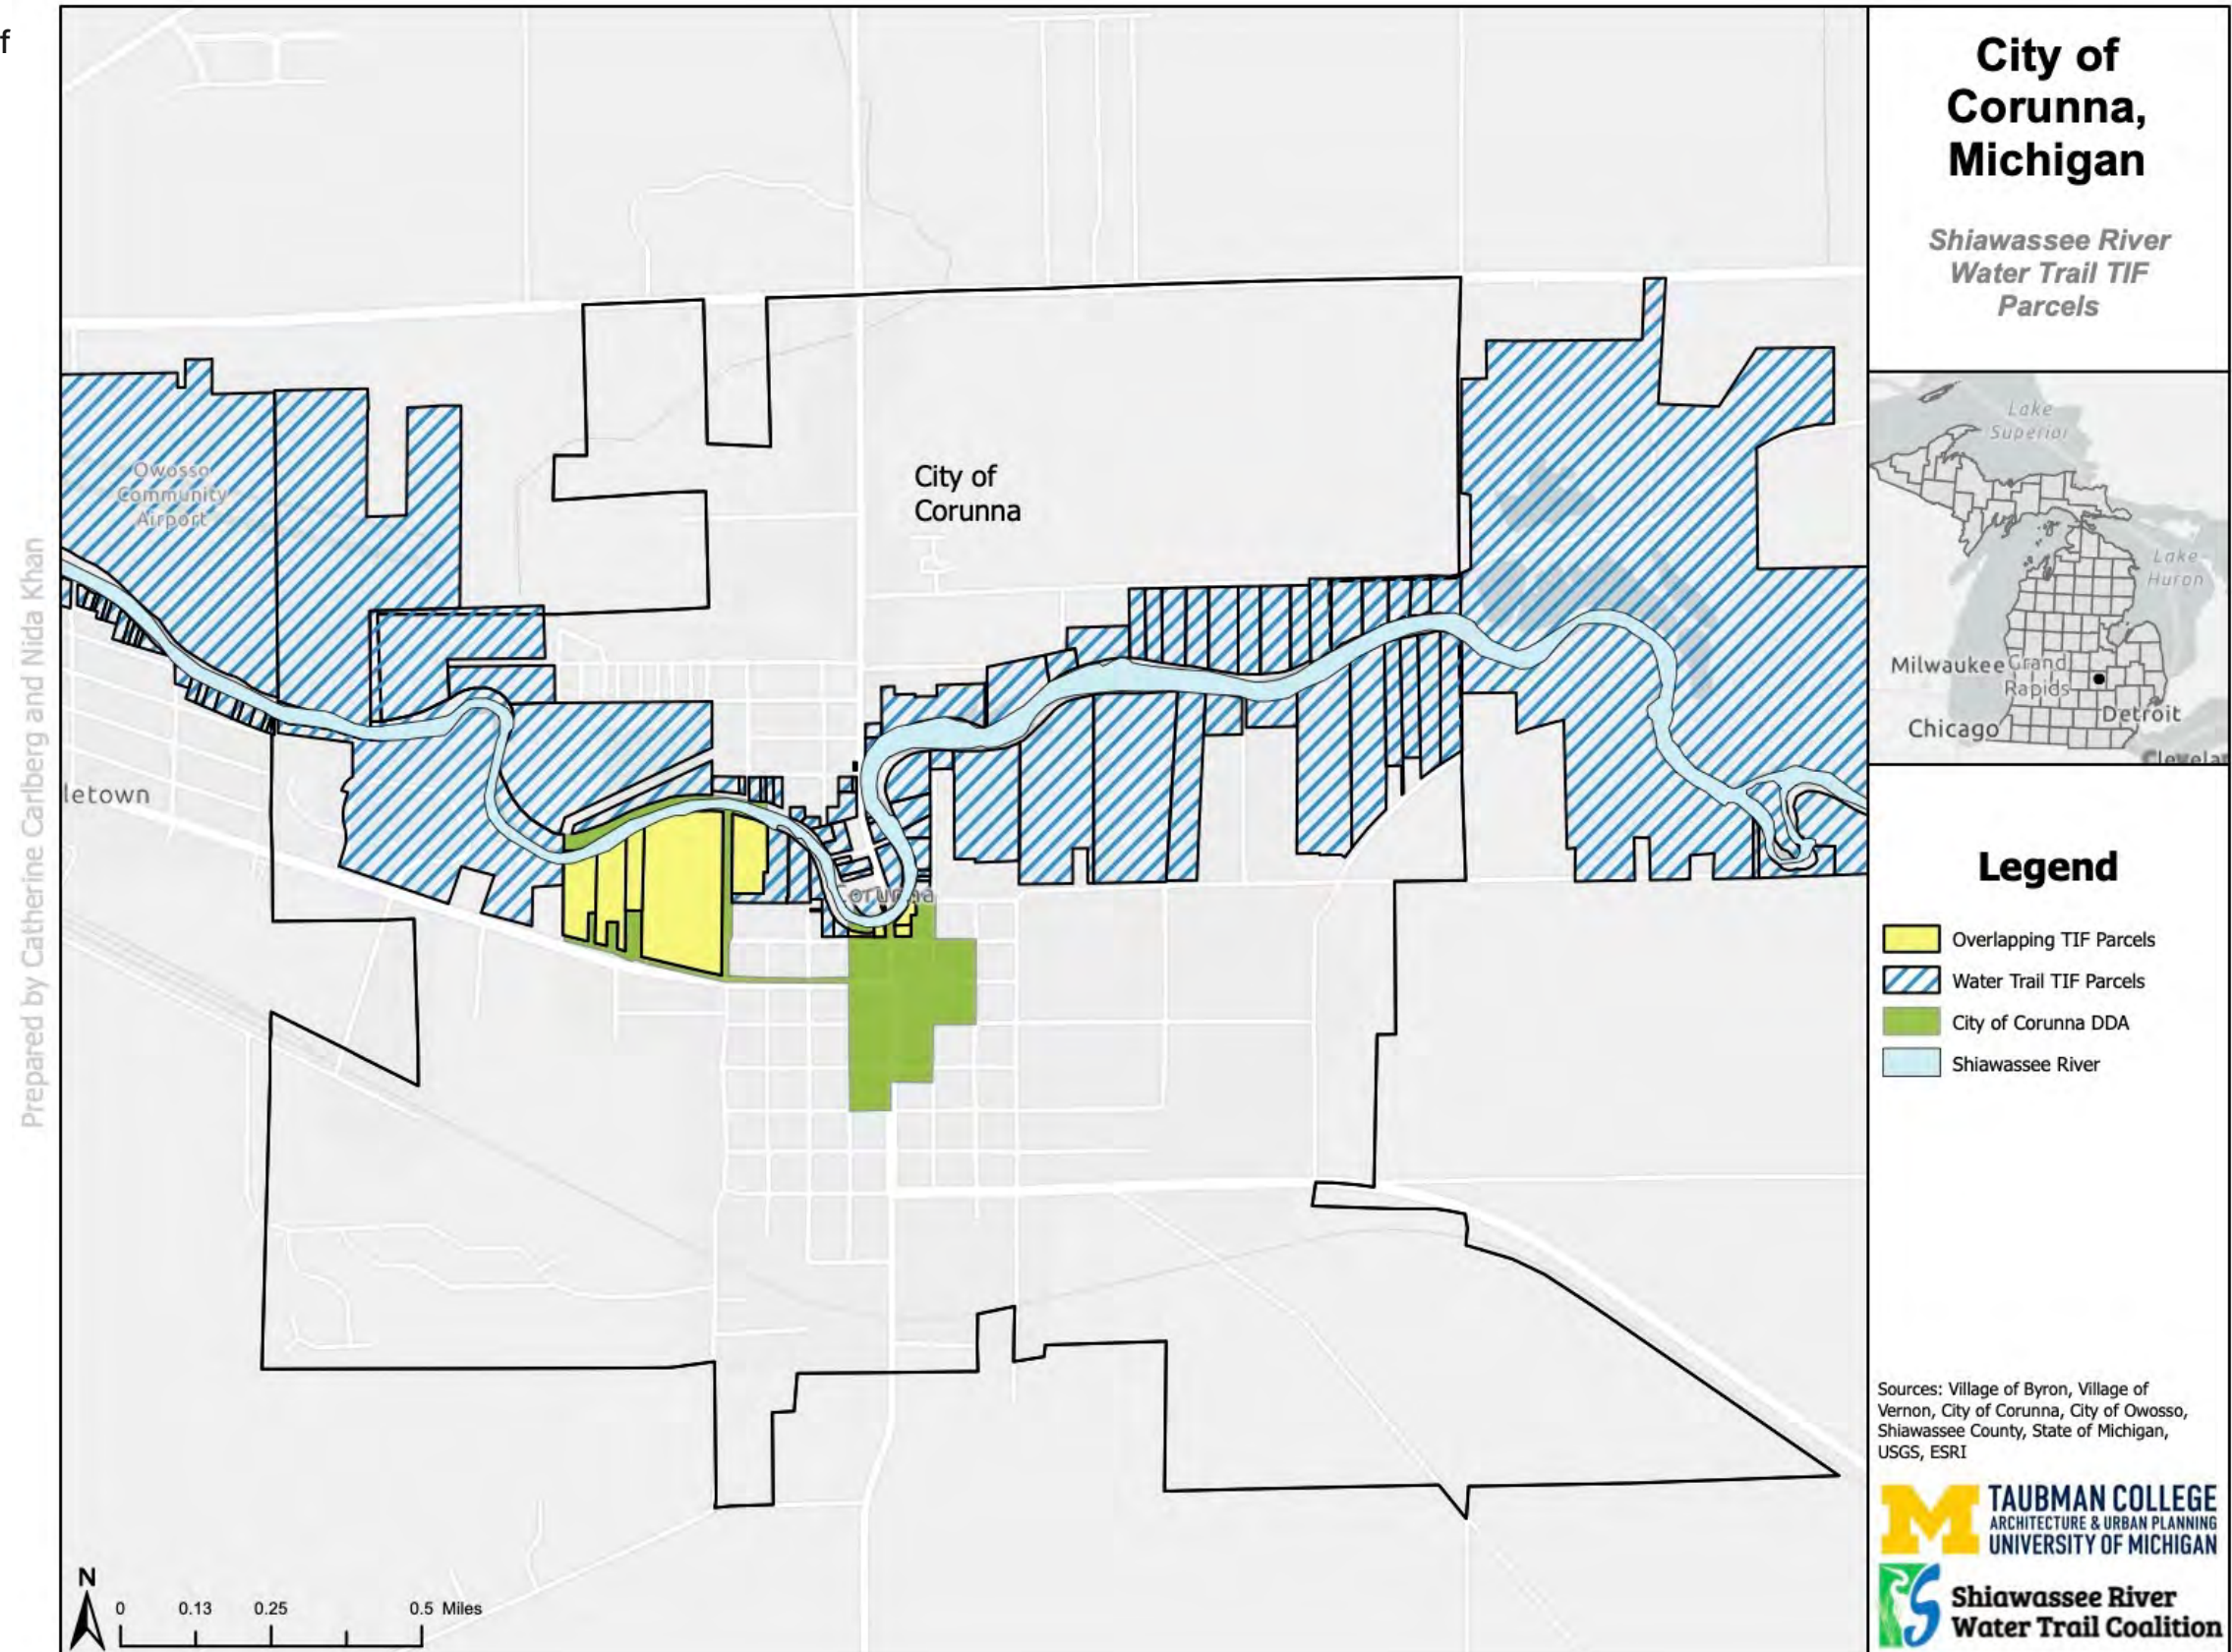 f
City of
Corunna,
Michigan
Shiawassee River
Water Trail TIF
Parcels
Lake
Superior
Lake
Huron
Milwaukee
Grand
Rapids
Detroit
Chicago
Clevela
Owosso
Community
Airport
City of
Corunna
letown
Corunna
Prepared by Catherine Carlberg and Nida Khan
Legend
Overlapping TIF Parcels
Water Trail TIF Parcels
City of Corunna DDA
Shiawassee River
Sources: Village of Byron, Village of
Vernon, City of Corunna, City of Owosso,
Shiawassee County, State of Michigan,
USGS, ESRI
M TAUBMAN COLLEGE
ARCHITECTURE & URBAN PLANNING
UNIVERSITY OF MICHIGAN
Shiawassee River
Water Trail Coalition
N
0 0.13 0.25 0.5 Miles